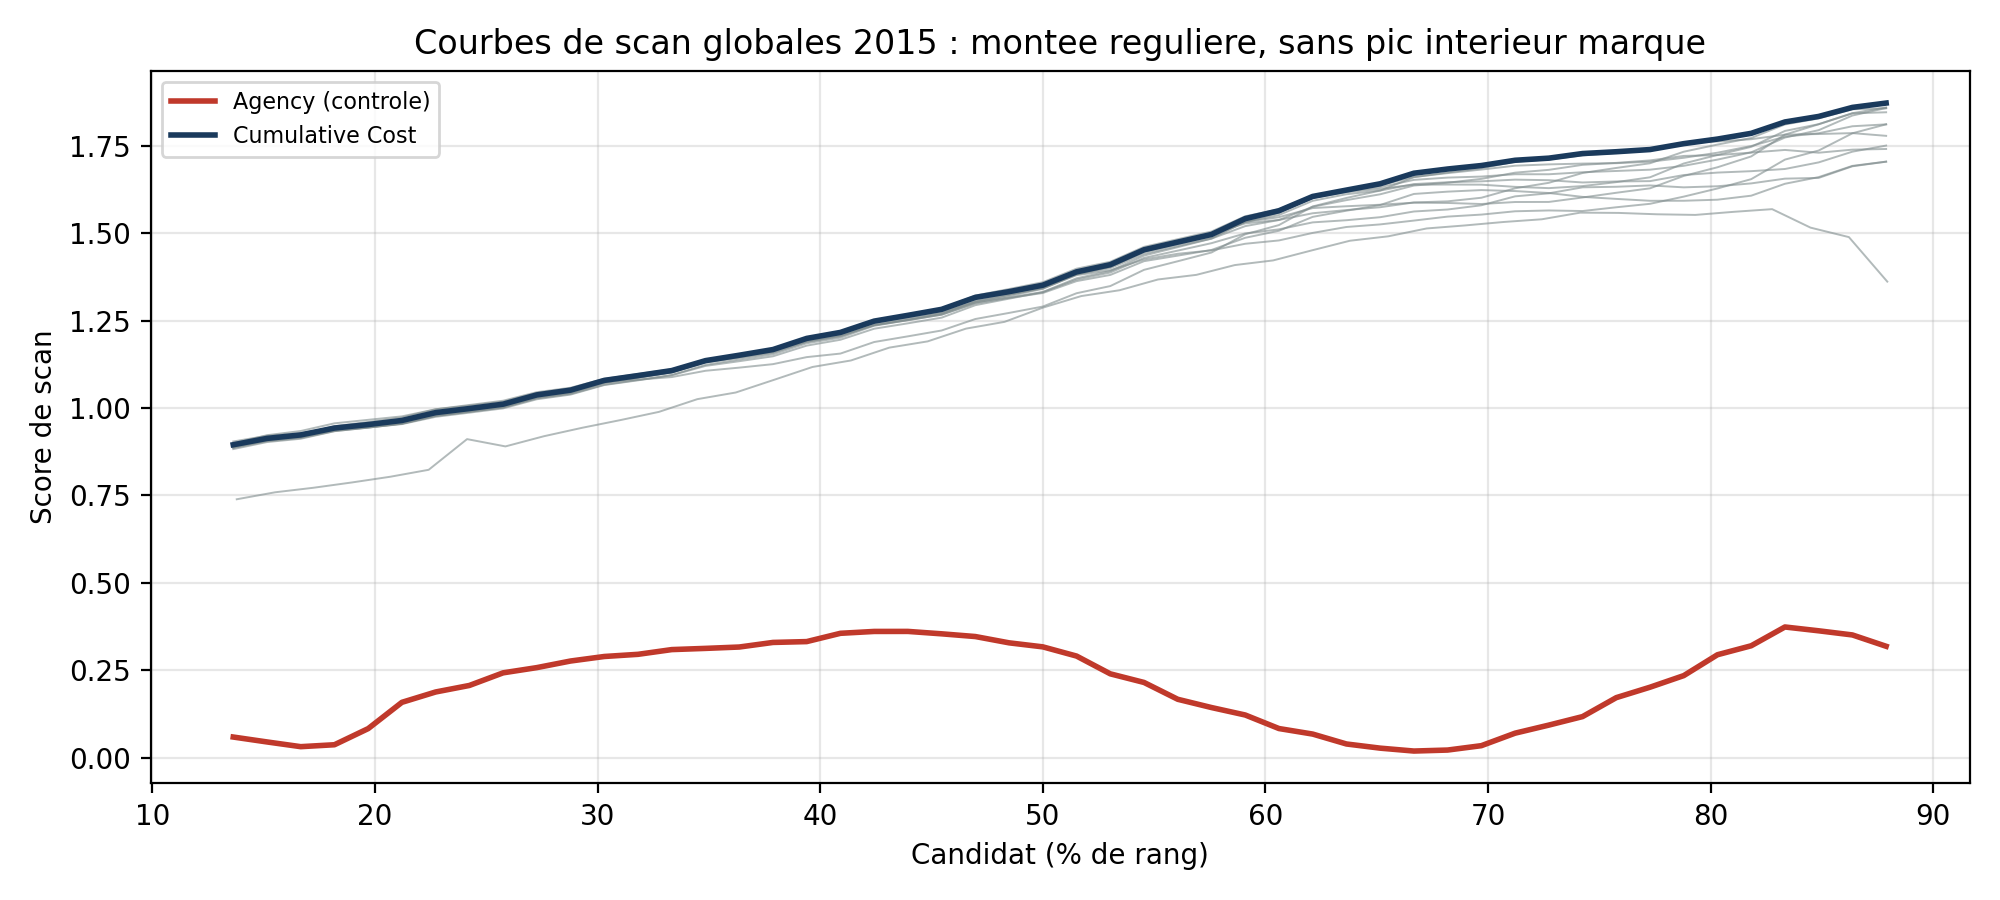 Courbes de scan globales 2015 : montee reguliere, sans pic interieur marque
Agency (controle)
Cumulative Cost
Score de scan
1.75
1.50
1.25
1.00
0.75
0.50
0.25
0.00
10 20 30 40 50 60 70 80 90
Candidat (% de rang)